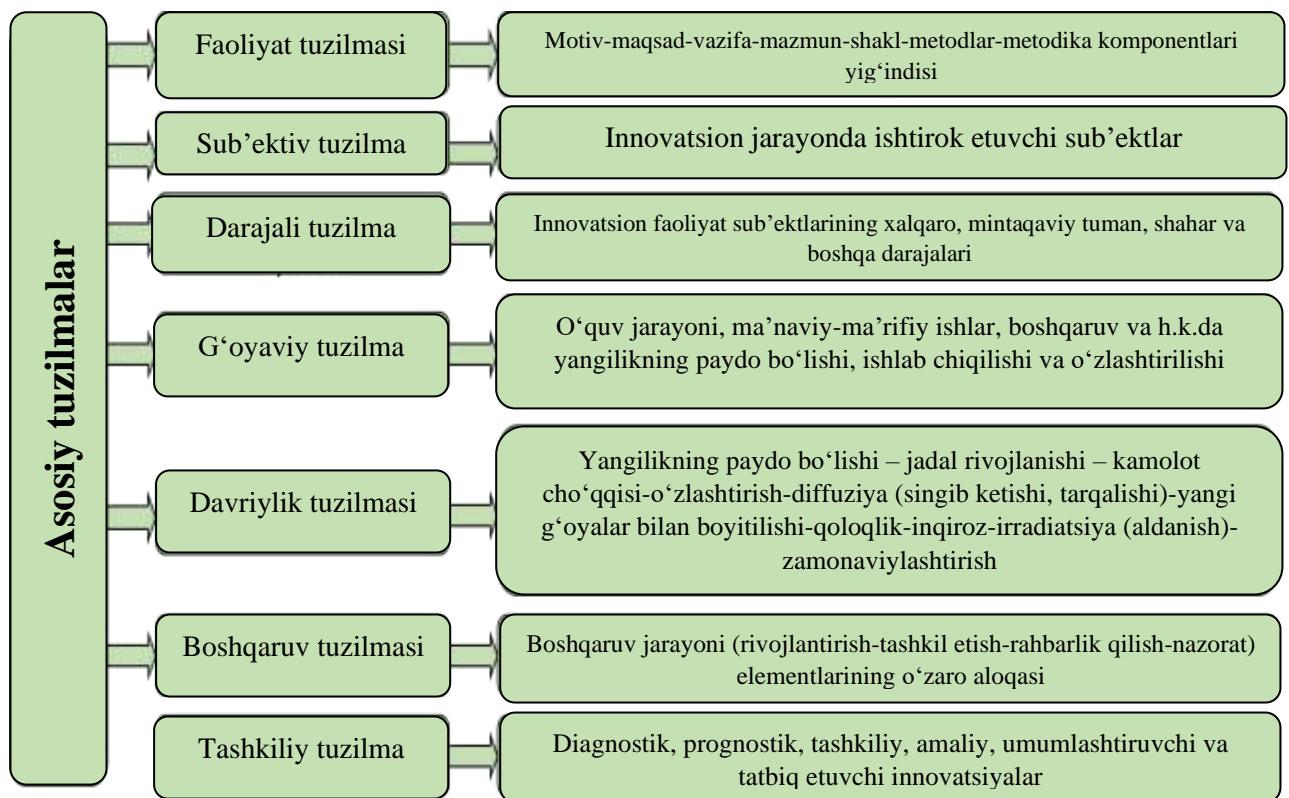 Asosiy tuzilmalar
Faoliyat tuzilmasi
Motiv-maqsad-vazifa-mazmun-shakl-metodlar-metodika komponentlari
yig‘indisi
Sub’ektiv tuzilma
Innovatsion jarayonda ishtirok etuvchi sub’ektlar
Darajali tuzilma
Innovatsion faoliyat sub’ektlarining xalqaro, mintaqaviy tuman, shahar va
boshqa darajalari
G‘oyaviy tuzilma
O‘quv jarayoni, ma’naviy-ma’rifiy ishlar, boshqaruv va h.k.da
yangilikning paydo bo‘lishi, ishlab chiqilishi va o‘zlashtirilishi
Davriylik tuzilmasi
Yangilikning paydo bo‘lishi – jadal rivojlanishi – kamolot
cho‘qqisi-o‘zlashtirish-diffuziya (singib ketishi, tarqalishi)-yangi
g‘oyalar bilan boyitilishi-qoloqlik-inqiroz-irradiatsiya (aldanish)-
zamonaviylashtirish
Boshqaruv tuzilmasi
Boshqaruv jarayoni (rivojlantirish-tashkil etish-rahbarlik qilish-nazorat)
elementlarining o‘zaro aloqasi
Tashkiliy tuzilma
Diagnostik, prognostik, tashkiliy, amaliy, umumlashtiruvchi va
tatbiq etuvchi innovatsiyalar